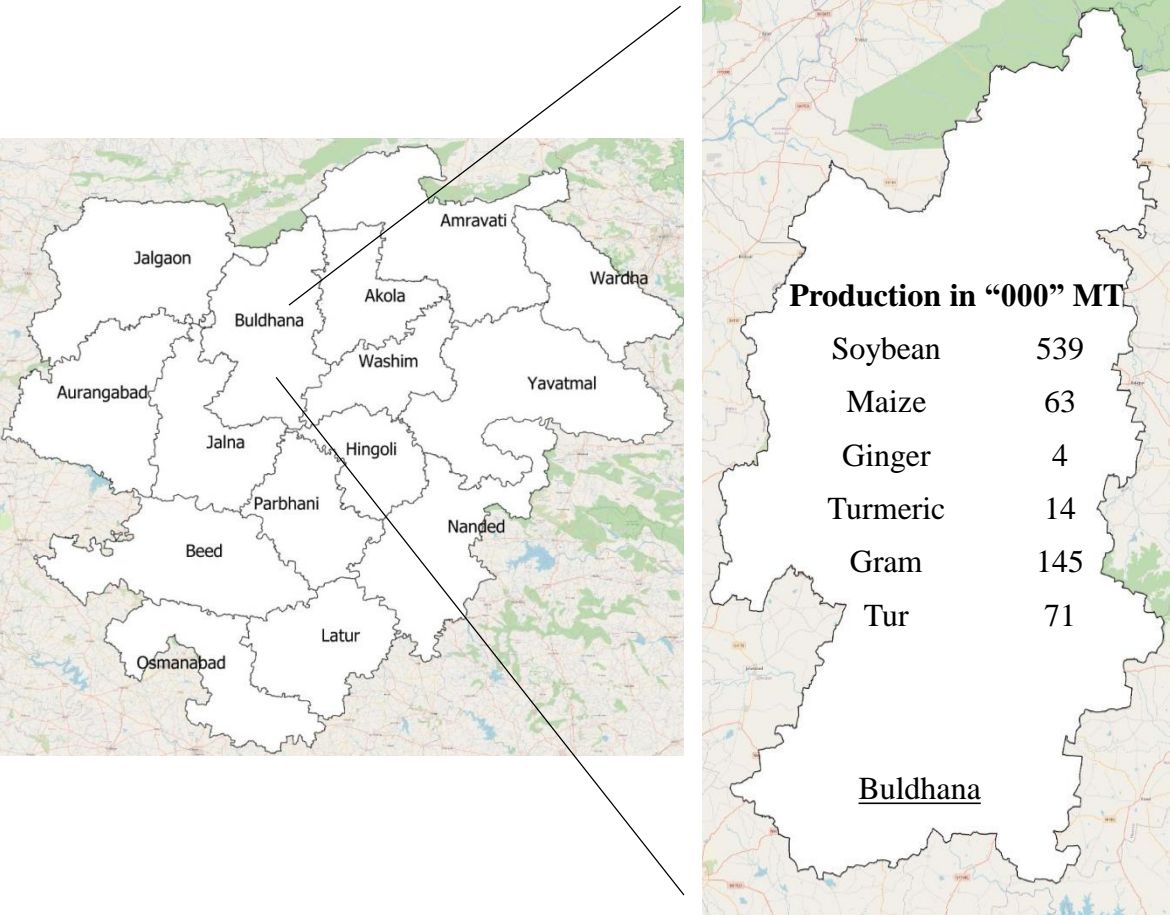 Amravati
Jalgaon
Wardha
Akola
Buldhana
Washim
Yavatmal
Aurangabad
Jalna
Hingoli
Parbhani
Nanded
Beed
Latur
Osmanabad
Production in “000” MT
Soybean 539
Maize 63
Ginger 4
Turmeric 14
Gram 145
Tur 71
Buldhana